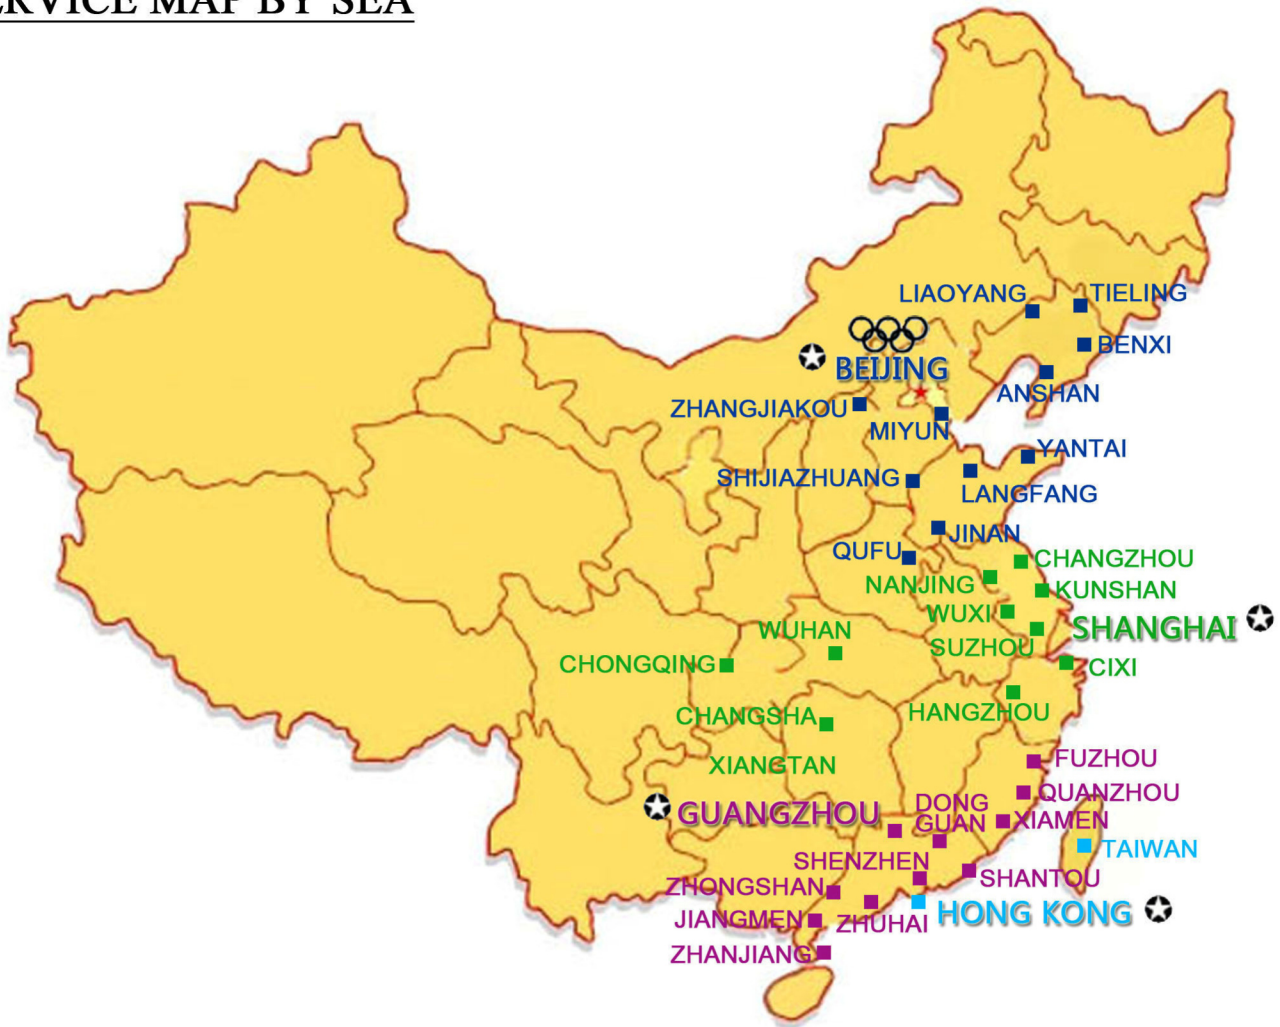 ERVICE MAP BY SEA
LIAOYANG
TIELING
BENXI
BEIJING
ANSHAN
ZHANGJIAKOU
MIYUN
YANTAI
SHIJIAZHUANG
LANGFANG
JINAN
QUFU
CHANGZHOU
NANJING
KUNSHAN
WUXI
SHANGHAI
WUHAN
SUZHOU
CHONGQING
CIXI
CHANGSHA
HANGZHOU
XIANGTAN
FUZHOU
QUANZHOU
GUANGZHOU
DONG
GUAN
XIAMEN
TAIWAN
SHENZHEN
SHANTOU
ZHONGSHAN
HONG KONG
JIANGMEN
ZHUHAI
ZHANJIANG